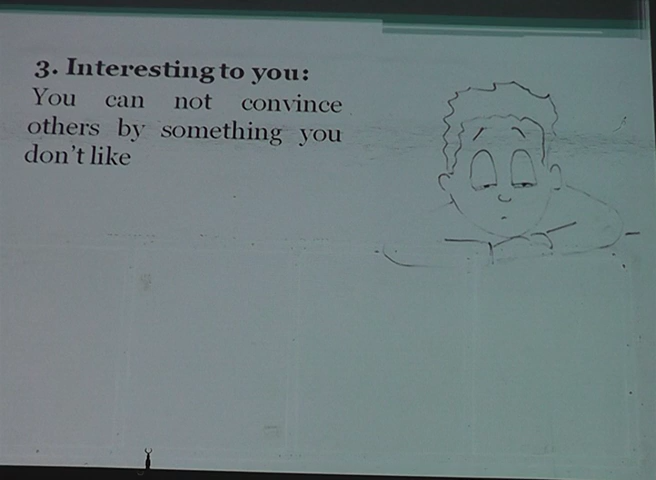 3. Interesting to you:
You can not convince
others by something you
don't like